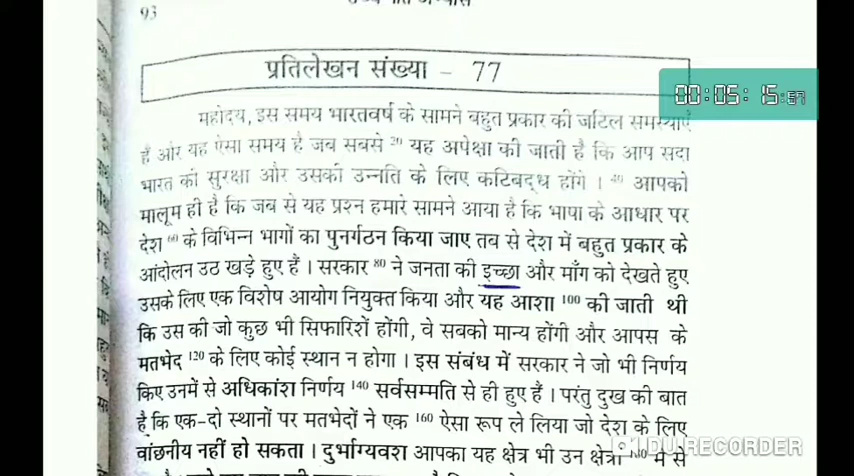 93
प्रतिलेखन संख्या – 77
00:05:15:87
महोदय, इस समय भारतवर्ष के सामने बहुत प्रकार की जटिल समस्याएँ
हैं और यह ऐसा समय है जब सबसे 20 यह अपेक्षा की जाती है कि आप सदा
भारत की सुरक्षा और उसकी उन्नति के लिए कटिबद्ध होंगे । 40 आपको
मालूम ही है कि जब से यह प्रश्न हमारे सामने आया है कि भाषा के आधार पर
देश 60 के विभिन्न भागों का पुनर्गठन किया जाए तब से देश में बहुत प्रकार के
आंदोलन उठ खड़े हुए हैं । सरकार 80 ने जनता की इच्छा और माँग को देखते हुए
उसके लिए एक विशेष आयोग नियुक्त किया और यह आशा 100 की जाती थी
कि उस की जो कुछ भी सिफारिशें होंगी, वे सबको मान्य होंगी और आपस के
मतभेद 120 के लिए कोई स्थान न होगा । इस संबंध में सरकार ने जो भी निर्णय
किए उनमें से अधिकांश निर्णय 140 सर्वसम्मति से ही हुए हैं । परंतु दुख की बात
है कि एक-दो स्थानों पर मतभेदों ने एक 160 ऐसा रूप ले लिया जो देश के लिए
वांछनीय नहीं हो सकता । दुर्भाग्यवश आपका यह क्षेत्र भी उन क्षेत्रों में से
DU RECORDER